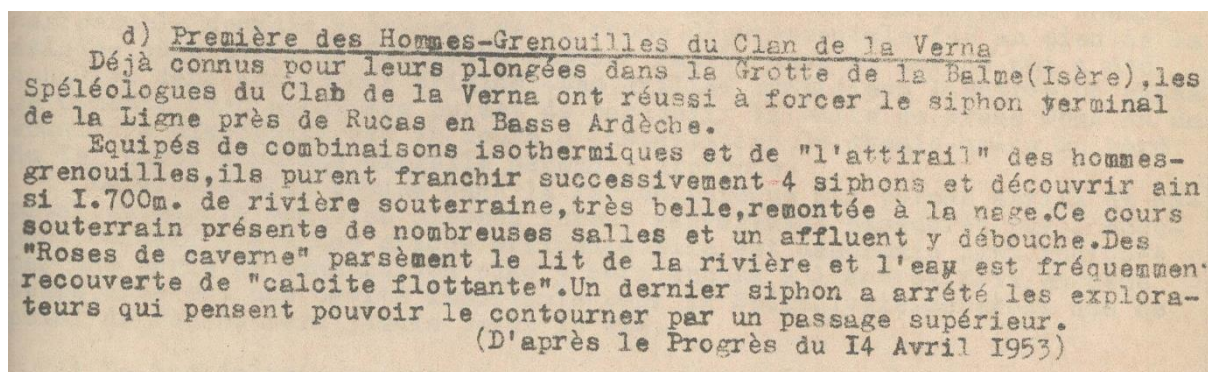 d) Première des Hommes-Grenouilles du Clan de la Verna
Déjà connus pour leurs plongées dans la Grotte de la Balme(Isère),les
Spéléologues du Clab de la Verna ont réussi à forcer le siphon yerminal
de la Ligne près de Rucas en Basse Ardèche.
Equipés de combinaisons isothermiques et de "l'attirail" des hommes-
grenouilles,ils purent franchir successivement 4 siphons et découvrir ain
si I.700m. de rivière souterraine,très belle,remontée à la nage.Ce cours
souterrain présente de nombreuses salles et un affluent y débouche.Des
"Roses de caverne" parsèment le lit de la rivière et l'eau est fréquemmen
recouverte de "calcite flottante".Un dernier siphon a arrété les explora-
teurs qui pensent pouvoir le contourner par un passage supérieur.
(D'après le Progrès du I4 Avril I953)